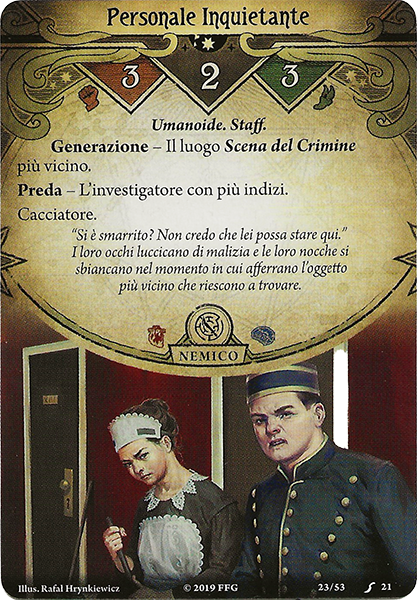 Personale Inquietante
3 2 3
Umanoide. Staff.
Generazione – Il luogo Scena del Crimine
più vicino.
Preda – L'investigatore con più indizi.
Cacciatore.
"Si è smarrito? Non credo che lei possa stare qui."
I loro occhi luccicano di malizia e le loro nocche si
sbiancano nel momento in cui afferrano l'oggetto
più vicino che riescono a trovare.
NEMICO
Illus. Rafał Hrynkiewicz © 2019 FFG 23/53 21